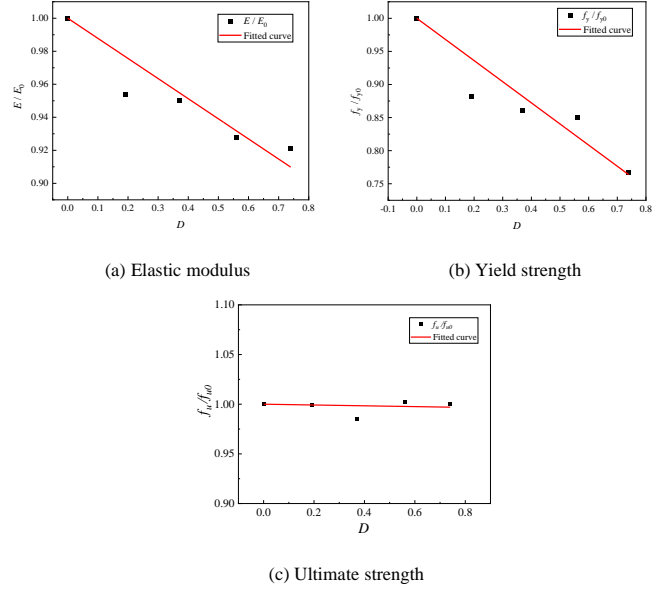 1.00
0.98
0.96
0.94
0.92
0.90
E / E0
E / E0
Fitted curve
0.0 0.1 0.2 0.3 0.4 0.5 0.6 0.7 0.8
D
(a) Elastic modulus
1.00
0.95
0.90
0.85
0.80
0.75
fy / fy0
fy / fy0
Fitted curve
-0.1 0.0 0.1 0.2 0.3 0.4 0.5 0.6 0.7 0.8
D
(b) Yield strength
1.10
1.05
1.00
0.95
0.90
fu/fu0
fu/fu0
Fitted curve
0.0 0.2 0.4 0.6 0.8
D
(c) Ultimate strength